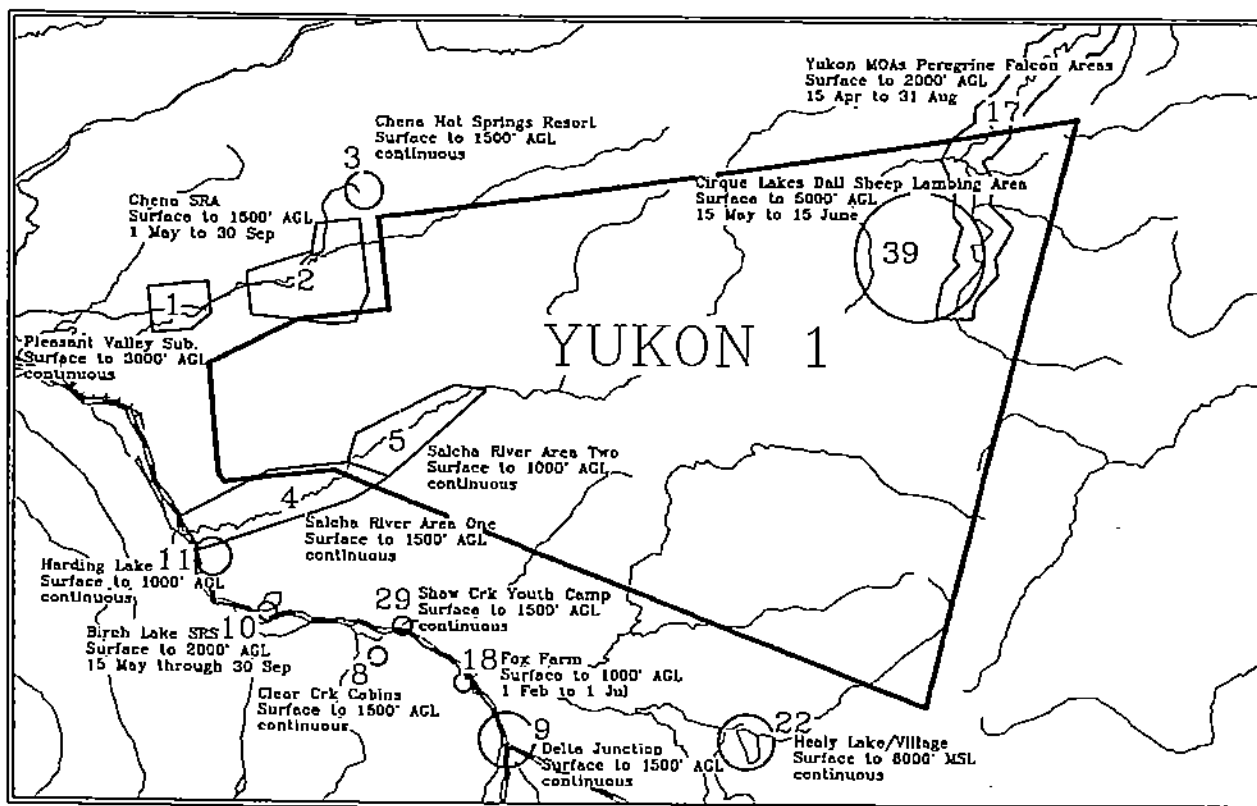 Yukon MOAs Peregrine Falcon Areas
Surface to 2000' AGL
15 Apr to 31 Aug
17
Chena Hot Springs Resort
Surface to 1500' AGL
continuous
3
Chena SRA
Surface to 1500' AGL
1 May to 30 Sep
2
Cirque Lakes Dall Sheep Lambing Area
Surface to 5000' AGL
15 May to 15 June
39
1
Pleasant Valley Sub.
Surface to 3000' AGL
continuous
YUKON 1
5
Salcha River Area Two
Surface to 1000' AGL
continuous
4
Salcha River Area One
Surface to 1500' AGL
continuous
11
Harding Lake
Surface to 1000' AGL
continuous
10
Birch Lake SRS
Surface to 2000' AGL
15 May through 30 Sep
29
Shaw Crk Youth Camp
Surface to 1500' AGL
continuous
8
Clear Crk Cabins
Surface to 1500' AGL
continuous
18
Fox Farm
Surface to 1000' AGL
1 Feb to 1 Jul
9
Delta Junction
Surface to 1500' AGL
continuous
22
Healy Lake/Village
Surface to MSL
continuous